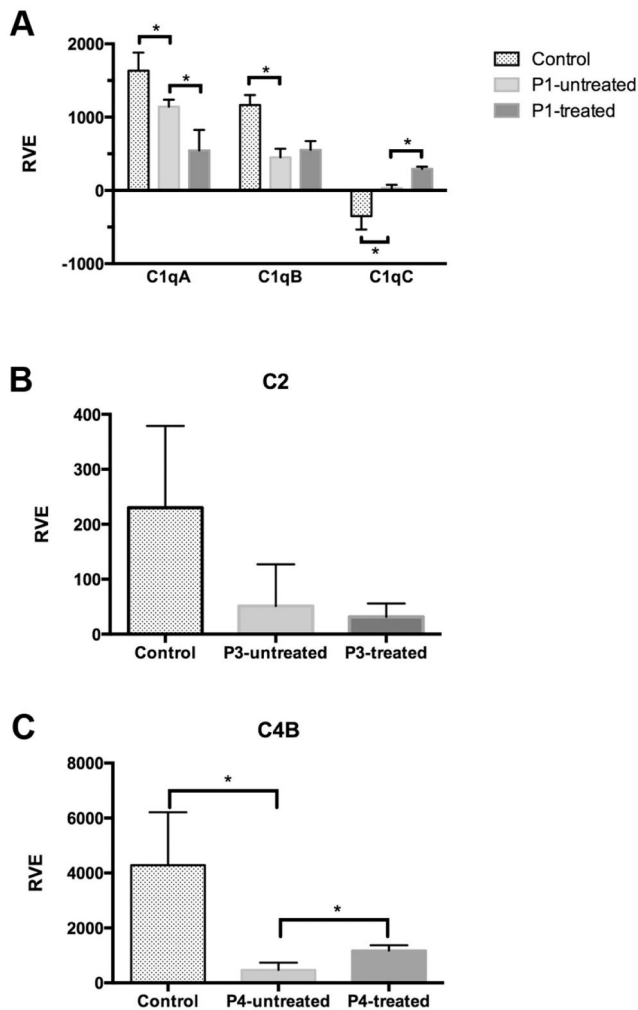 A
*
*
*
*
*
2000
1000
0
-1000
RVE
C1qA
C1qB
C1qC
Control
P1-untreated
P1-treated
B
C2
400
300
200
100
0
RVE
Control
P3-untreated
P3-treated
C
C4B
8000
6000
4000
2000
0
RVE
*
*
Control
P4-untreated
P4-treated